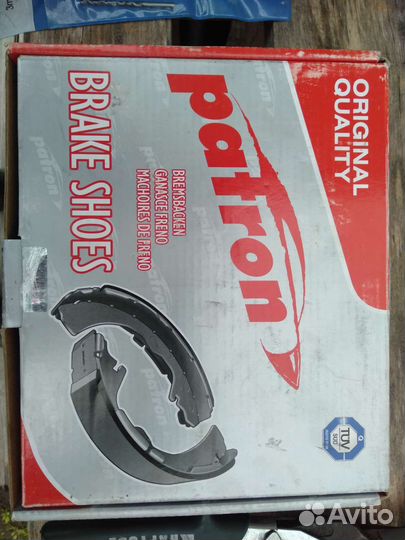 ORIGINAL
QUALITY
patron
BREMSBACKEN
GANASCE FRENO
MACHOIRES DE FRENO
BRAKE SHOES
TÜV
Avito